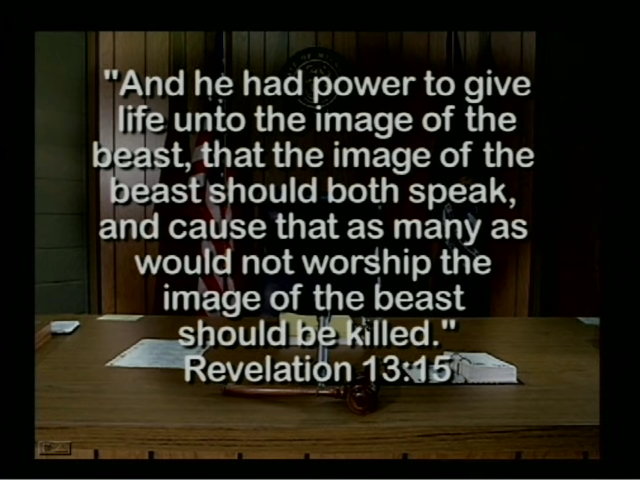 "And he had power to give
life unto the image of the
beast, that the image of the
beast should both speak,
and cause that as many as
would not worship the
image of the beast
should be killed."
Revelation 13:15